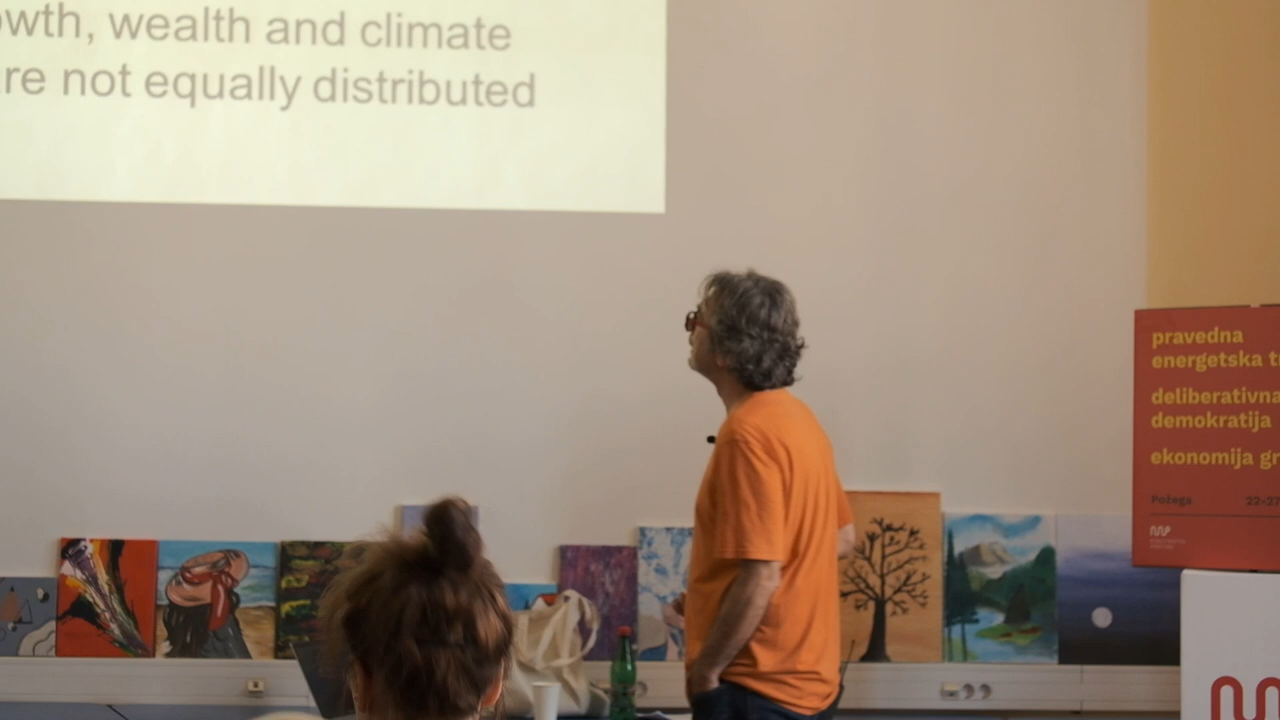 wth, wealth and climate
re not equally distributed
pravedna
energetska t
deliberativna
demokratija
ekonomija gr
Požega 22-27